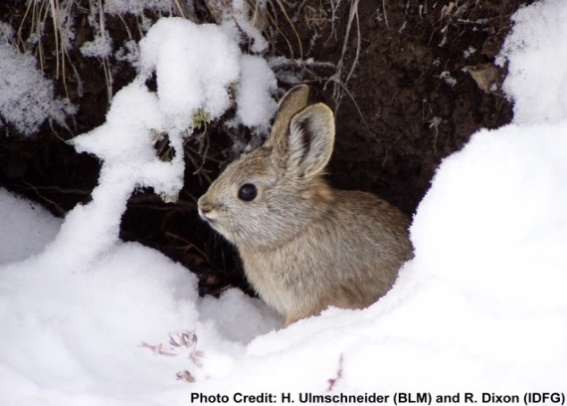 Photo Credit: H. Ulmschneider (BLM) and R. Dixon (IDFG)